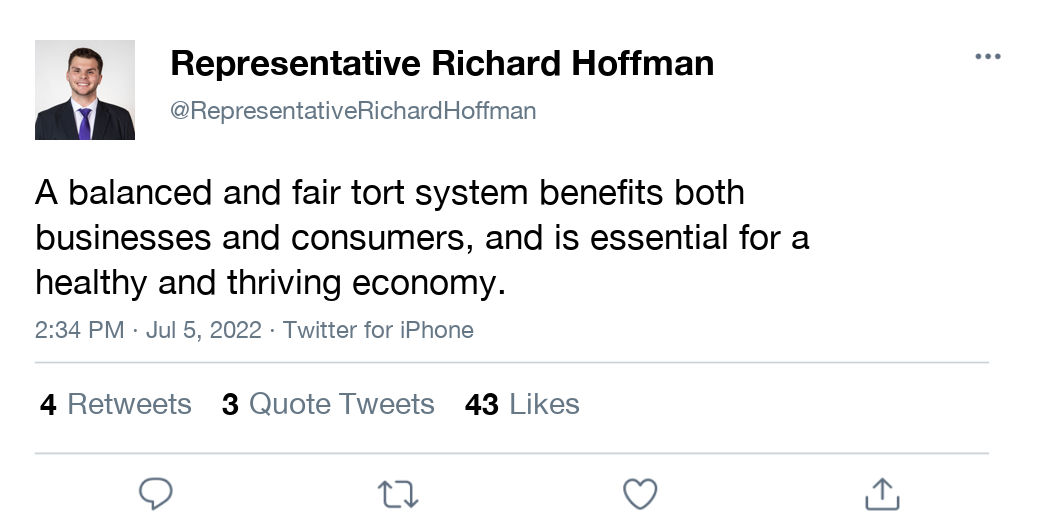 Representative Richard Hoffman
@RepresentativeRichardHoffman
A balanced and fair tort system benefits both
businesses and consumers, and is essential for a
healthy and thriving economy.
2:34 PM · Jul 5, 2022 · Twitter for iPhone
4 Retweets 3 Quote Tweets 43 Likes